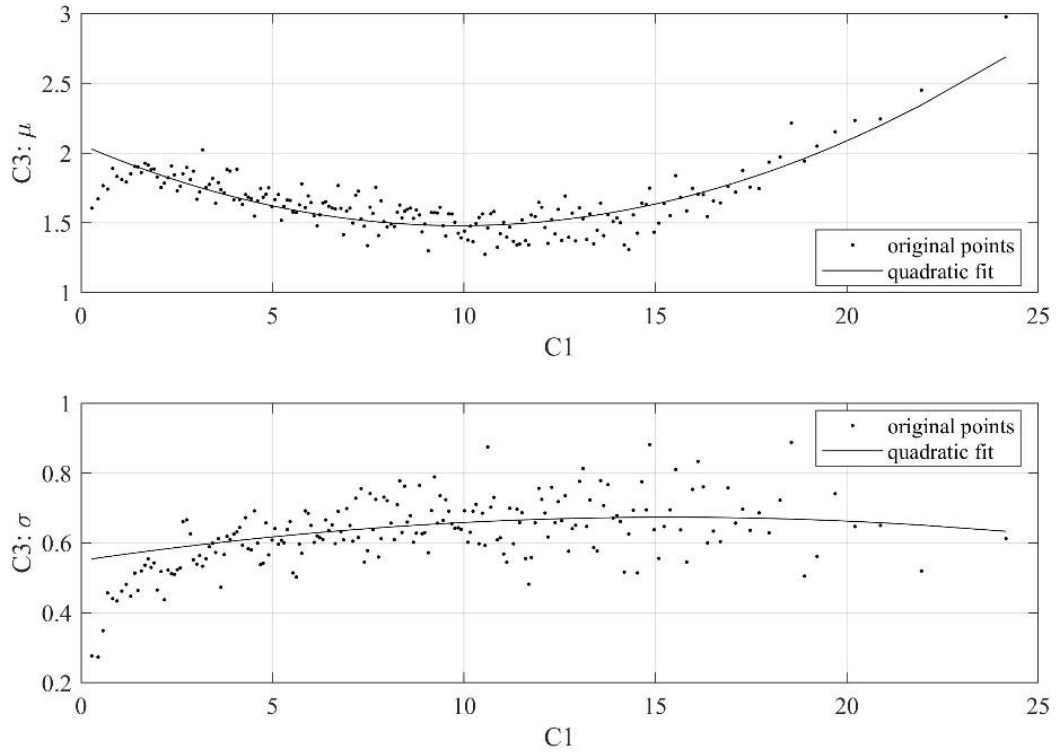 3
2.5
2
1.5
1
C3: μ
original points
quadratic fit
0 5 10 15 20 25
C1
1
0.8
0.6
0.4
0.2
C3: σ
original points
quadratic fit
0 5 10 15 20 25
C1